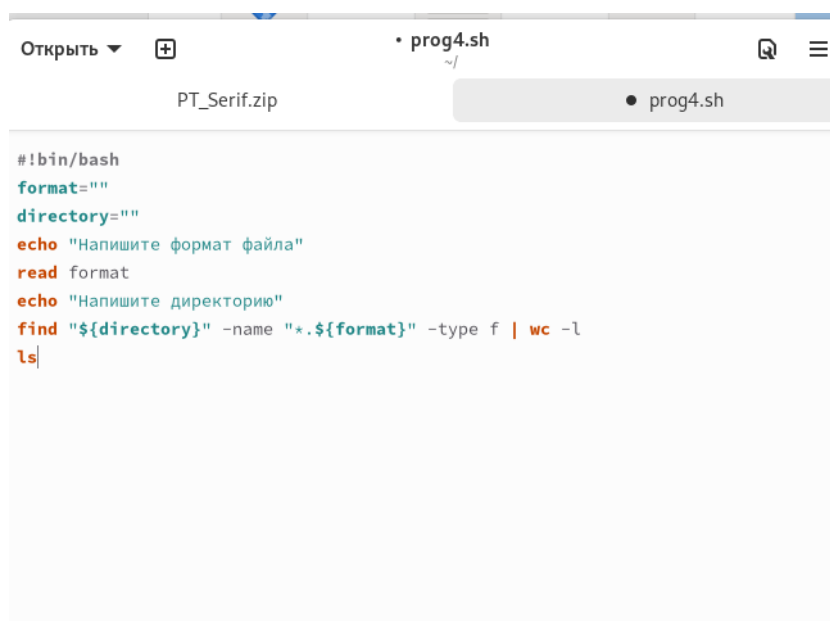 Открыть
• prog4.sh
~/
PT_Serif.zip
● prog4.sh
#!bin/bash
format=""
directory=""
echo "Напишите формат файла"
read format
echo "Напишите директорию"
find "${directory}" -name "*.${format}" -type f | wc -l
ls